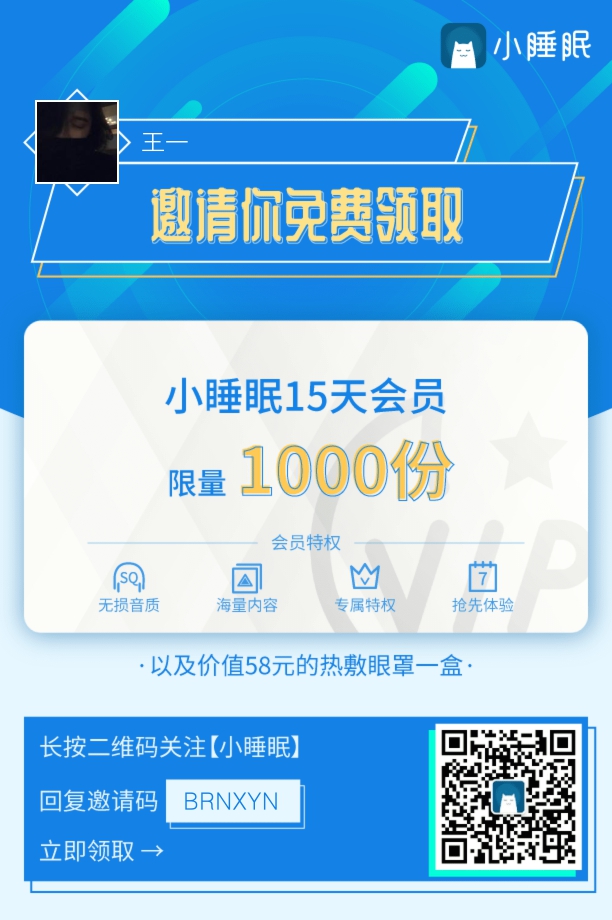 小睡眠
王一
邀请你免费领取
小睡眠15天会员
限量 1000份
会员特权
VIP
SQ
7
无损音质 海量内容 专属特权 抢先体验
·以及价值58元的热敷眼罩一盒·
长按二维码关注【小睡眠】
回复邀请码 BRNXYN
立即领取 →